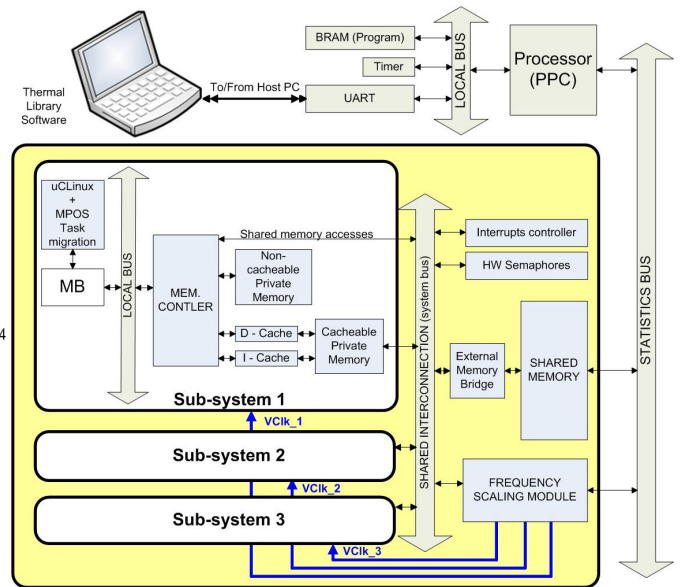 BRAM (Program)
Timer
UART
LOCAL BUS
Processor
(PPC)
To/From Host PC
Thermal
Library
Software
uCLinux
+
MPOS
Task
migration
MB
LOCAL BUS
MEM.
CONTLER
Shared memory accesses
Non-
cacheable
Private
Memory
D - Cache
I - Cache
Cacheable
Private
Memory
Sub-system 1
VClk_1
Sub-system 2
VClk_2
Sub-system 3
VClk_3
SHARED INTERCONNECTION (system bus)
Interrupts controller
HW Semaphores
External
Memory
Bridge
SHARED
MEMORY
FREQUENCY
SCALING MODULE
STATISTICS BUS
4